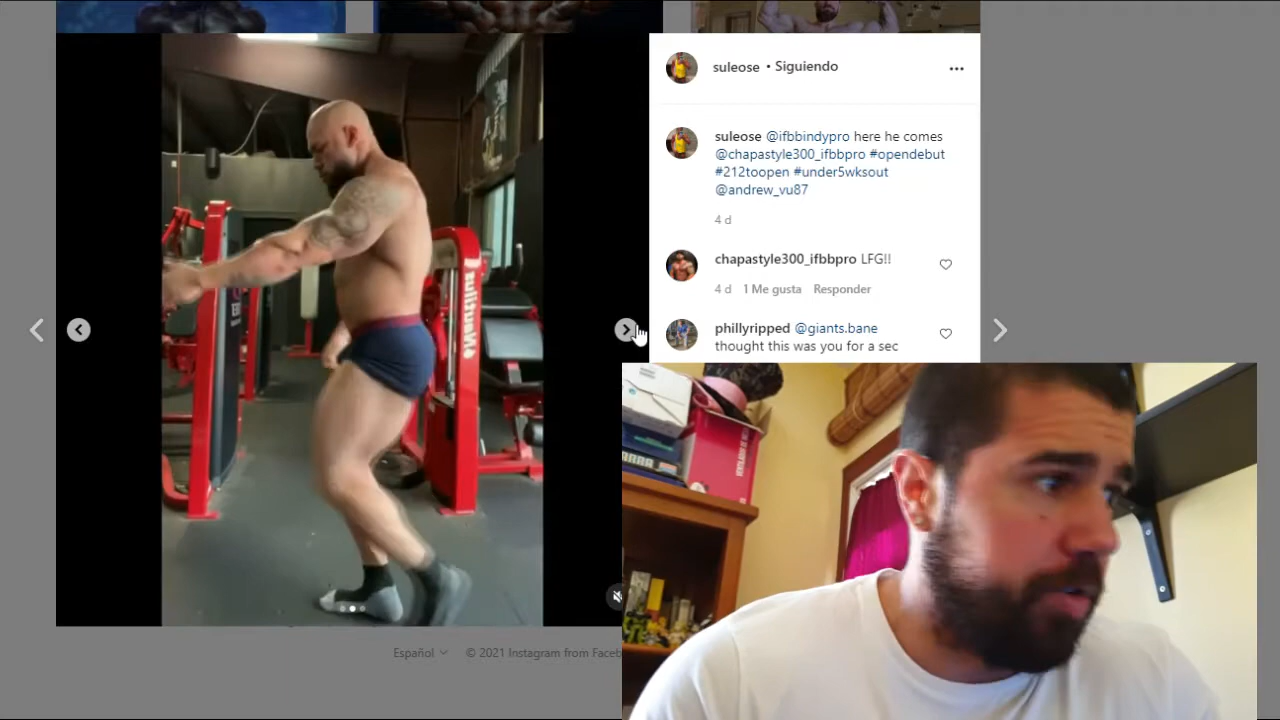 suleose • Siguiendo
suleose @ifbbindypro here he comes
@chapastyle300_ifbbpro #opendebut
#212toopen #under5wksout
@andrew_vu87
4 d
chapastyle300_ifbbpro LFG!!
4 d 1 Me gusta Responder
phillyripped @giants.bane
thought this was you for a sec
Nautilus
Español
© 2021 Instagram from Faceb